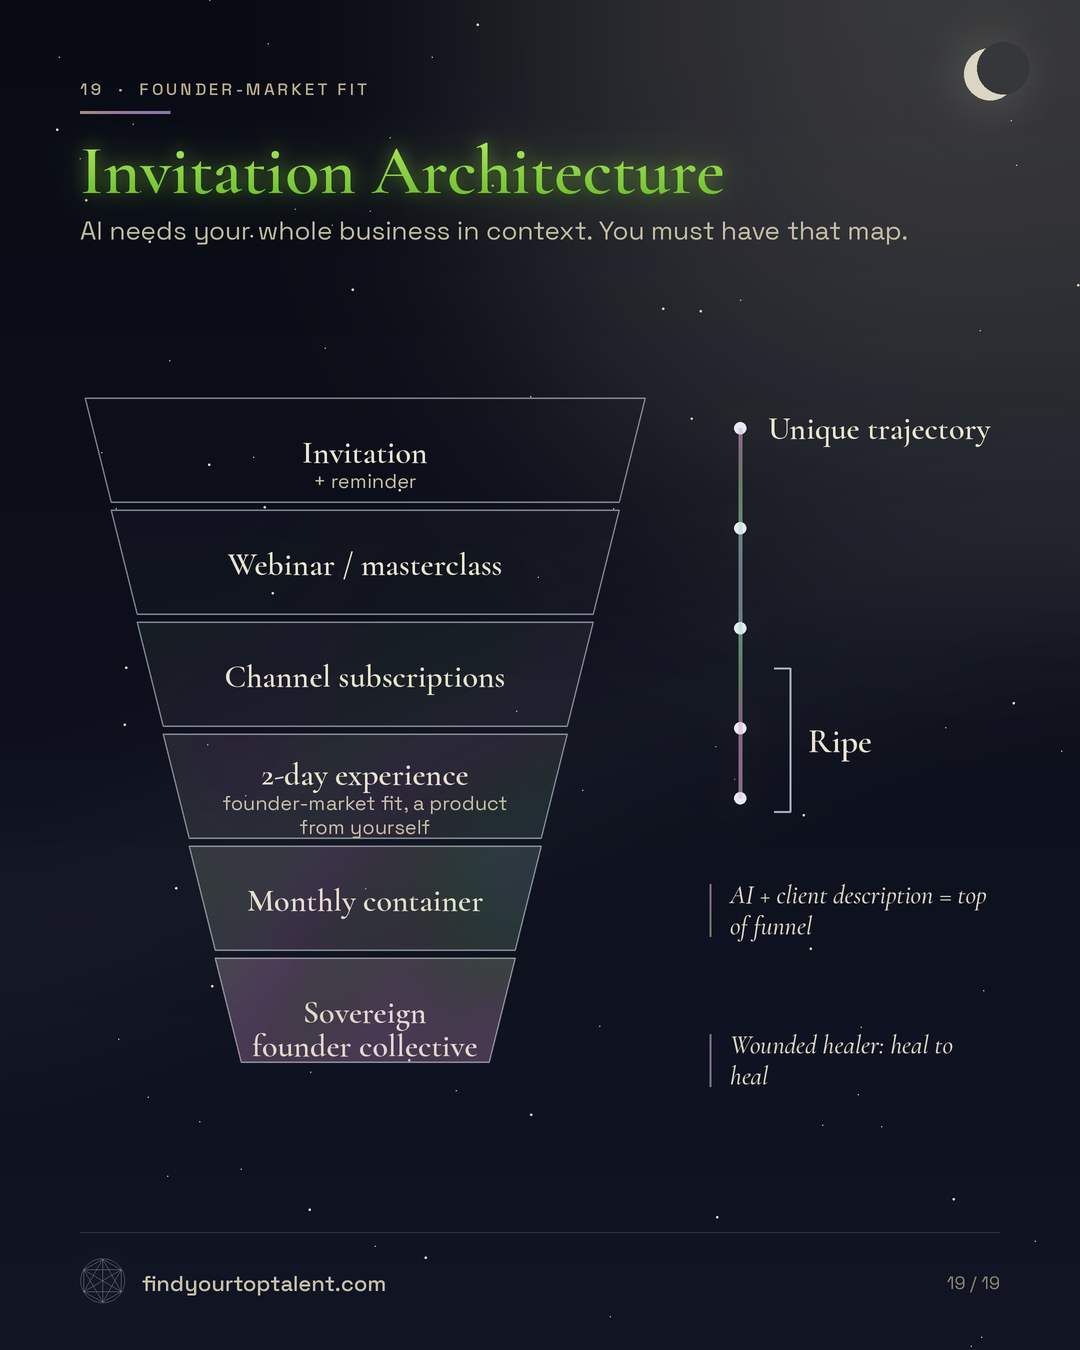 19 · FOUNDER-MARKET FIT
Invitation Architecture
AI needs your whole business in context. You must have that map.
Invitation
+ reminder
Webinar / masterclass
Channel subscriptions
2-day experience
founder-market fit, a product
from yourself
Monthly container
Sovereign
founder collective
Unique trajectory
Ripe
AI + client description = top
of funnel
Wounded healer: heal to
heal
findyourtoptalent.com
19 / 19